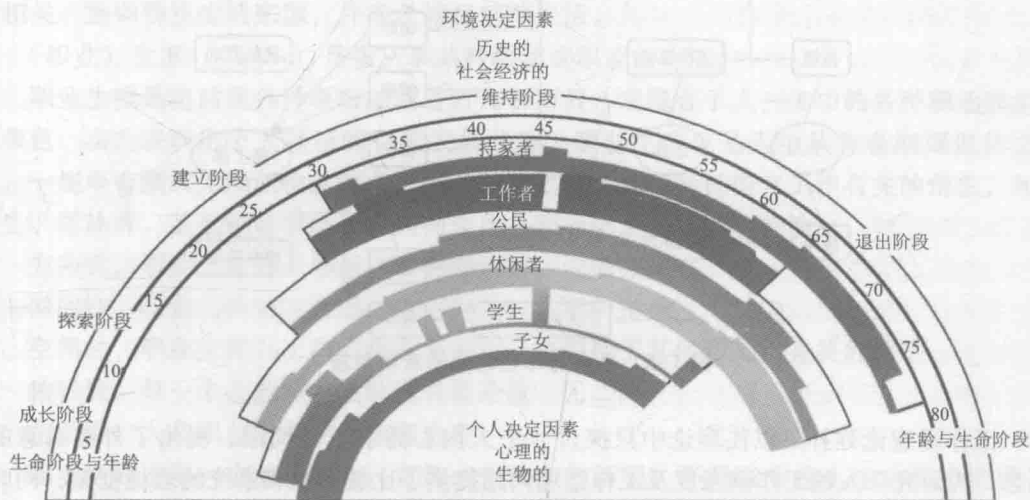 环境决定因素
历史的
社会经济的
维持阶段
35
40
45
50
30
持家者
55
建立阶段
工作者
60
25
公民
65
退出阶段
20
休闲者
70
15
学生
探索阶段
子女
75
10
成长阶段
5
个人决定因素
80
生命阶段与年龄
心理的
年龄与生命阶段
生物的